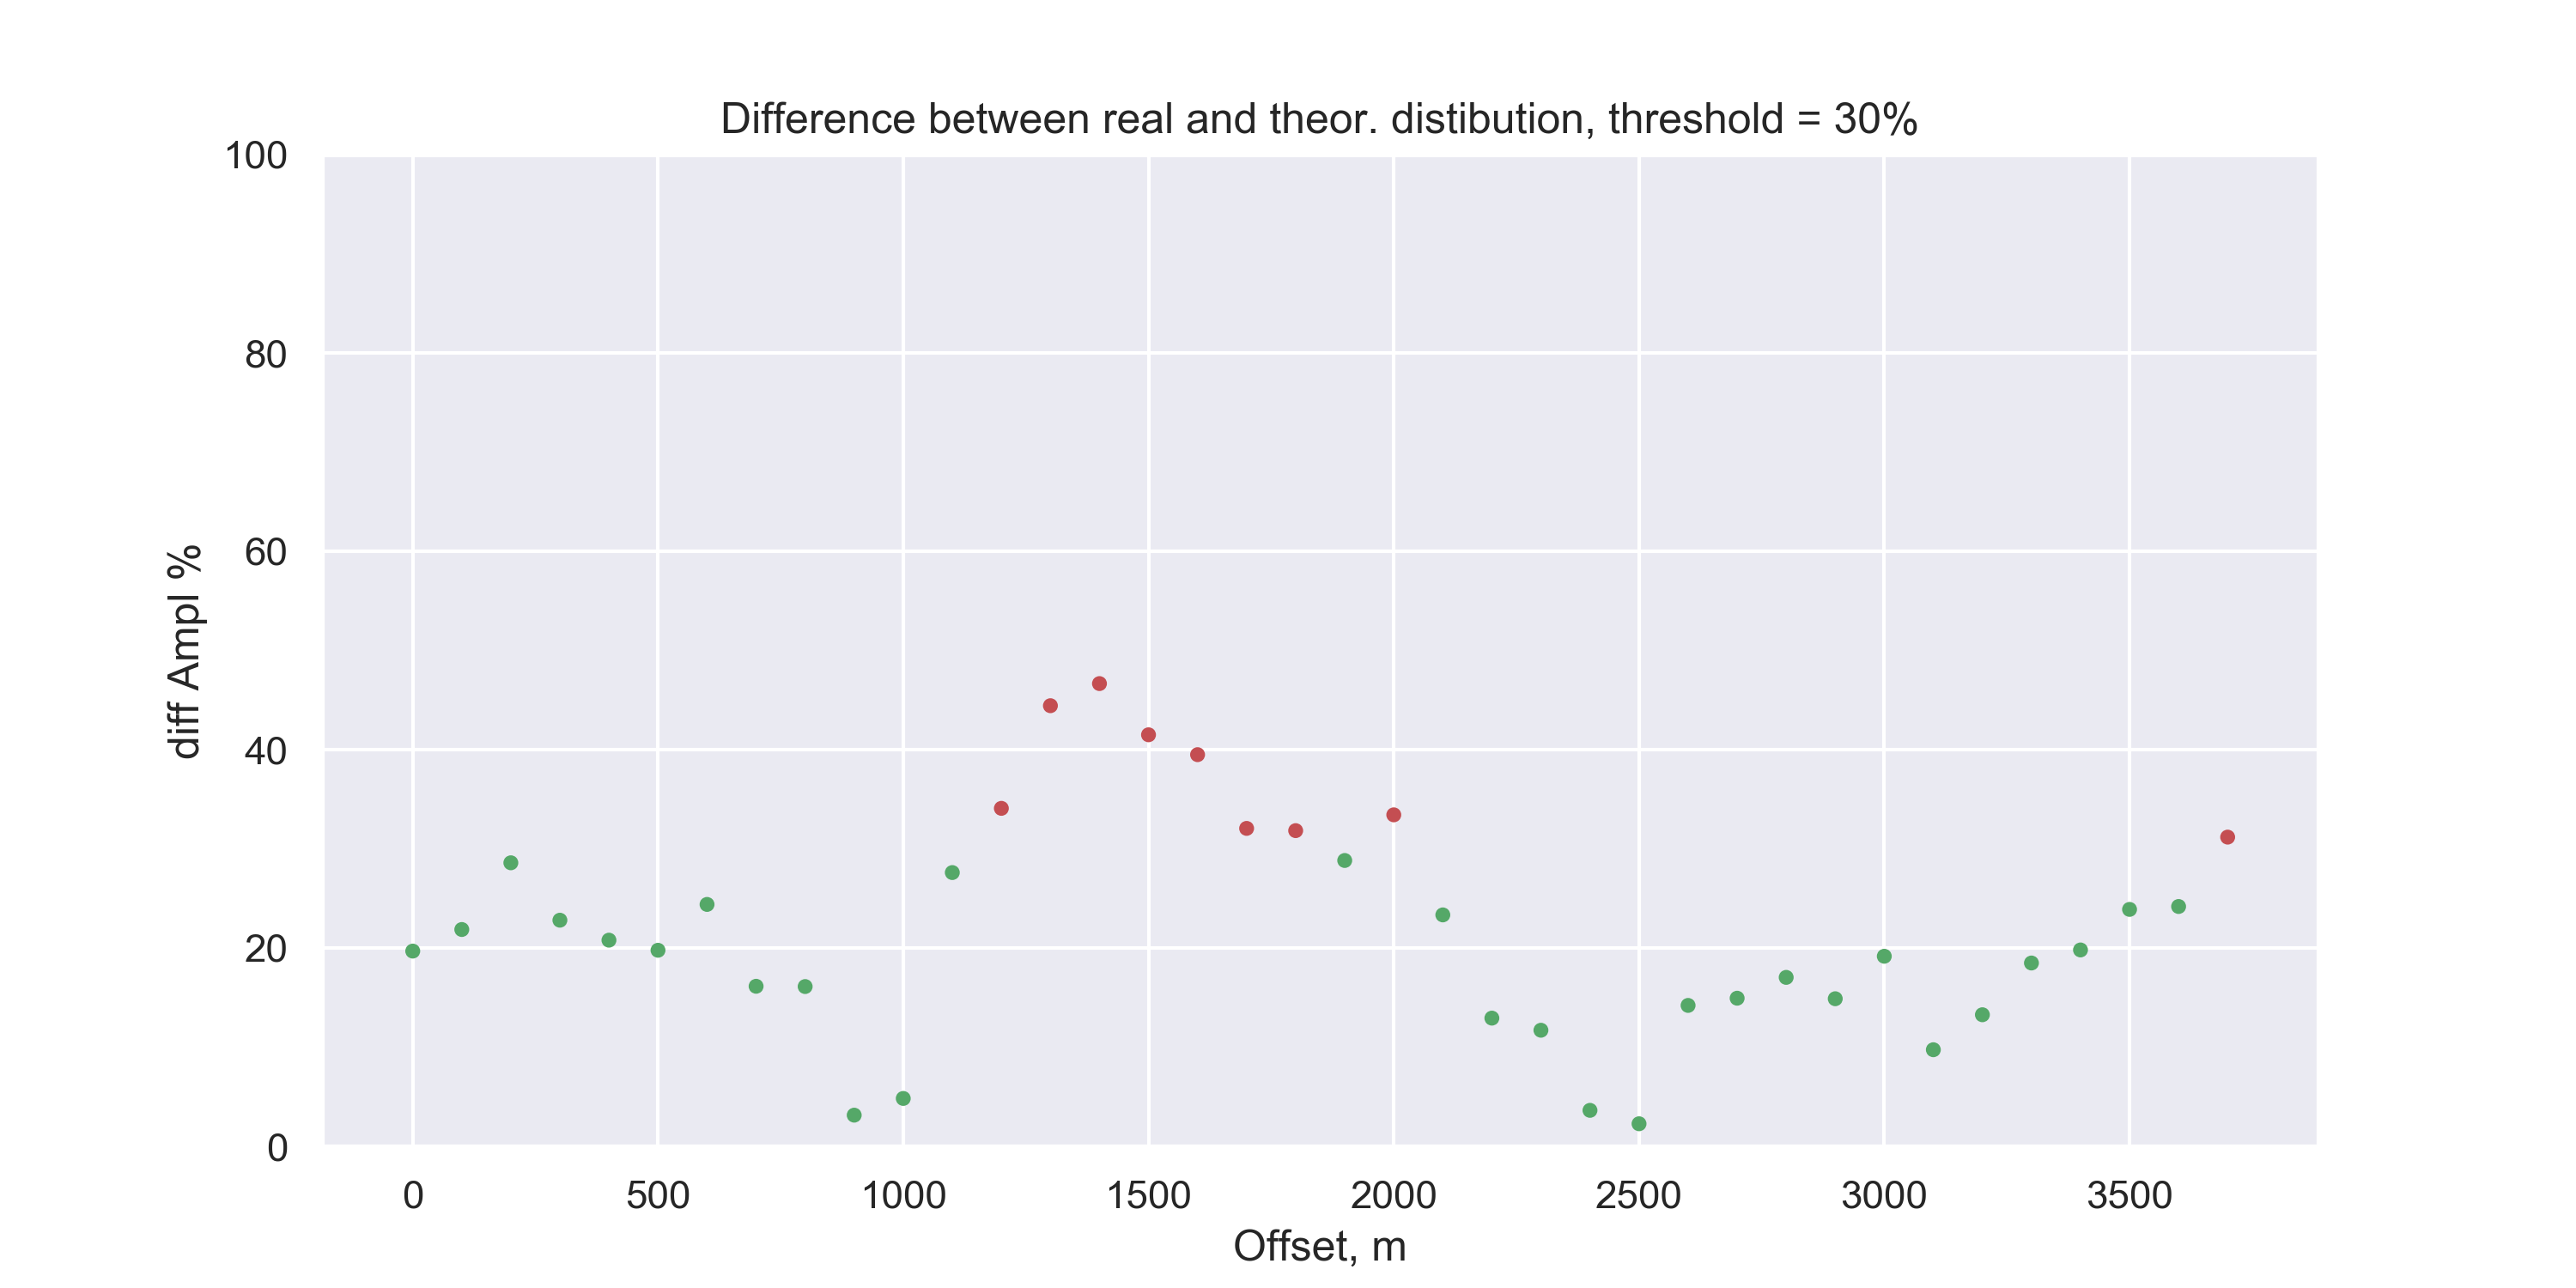 Difference between real and theor. distibution, threshold = 30%
100
80
60
40
20
0
diff Ampl %
0 500 1000 1500 2000 2500 3000 3500
Offset, m